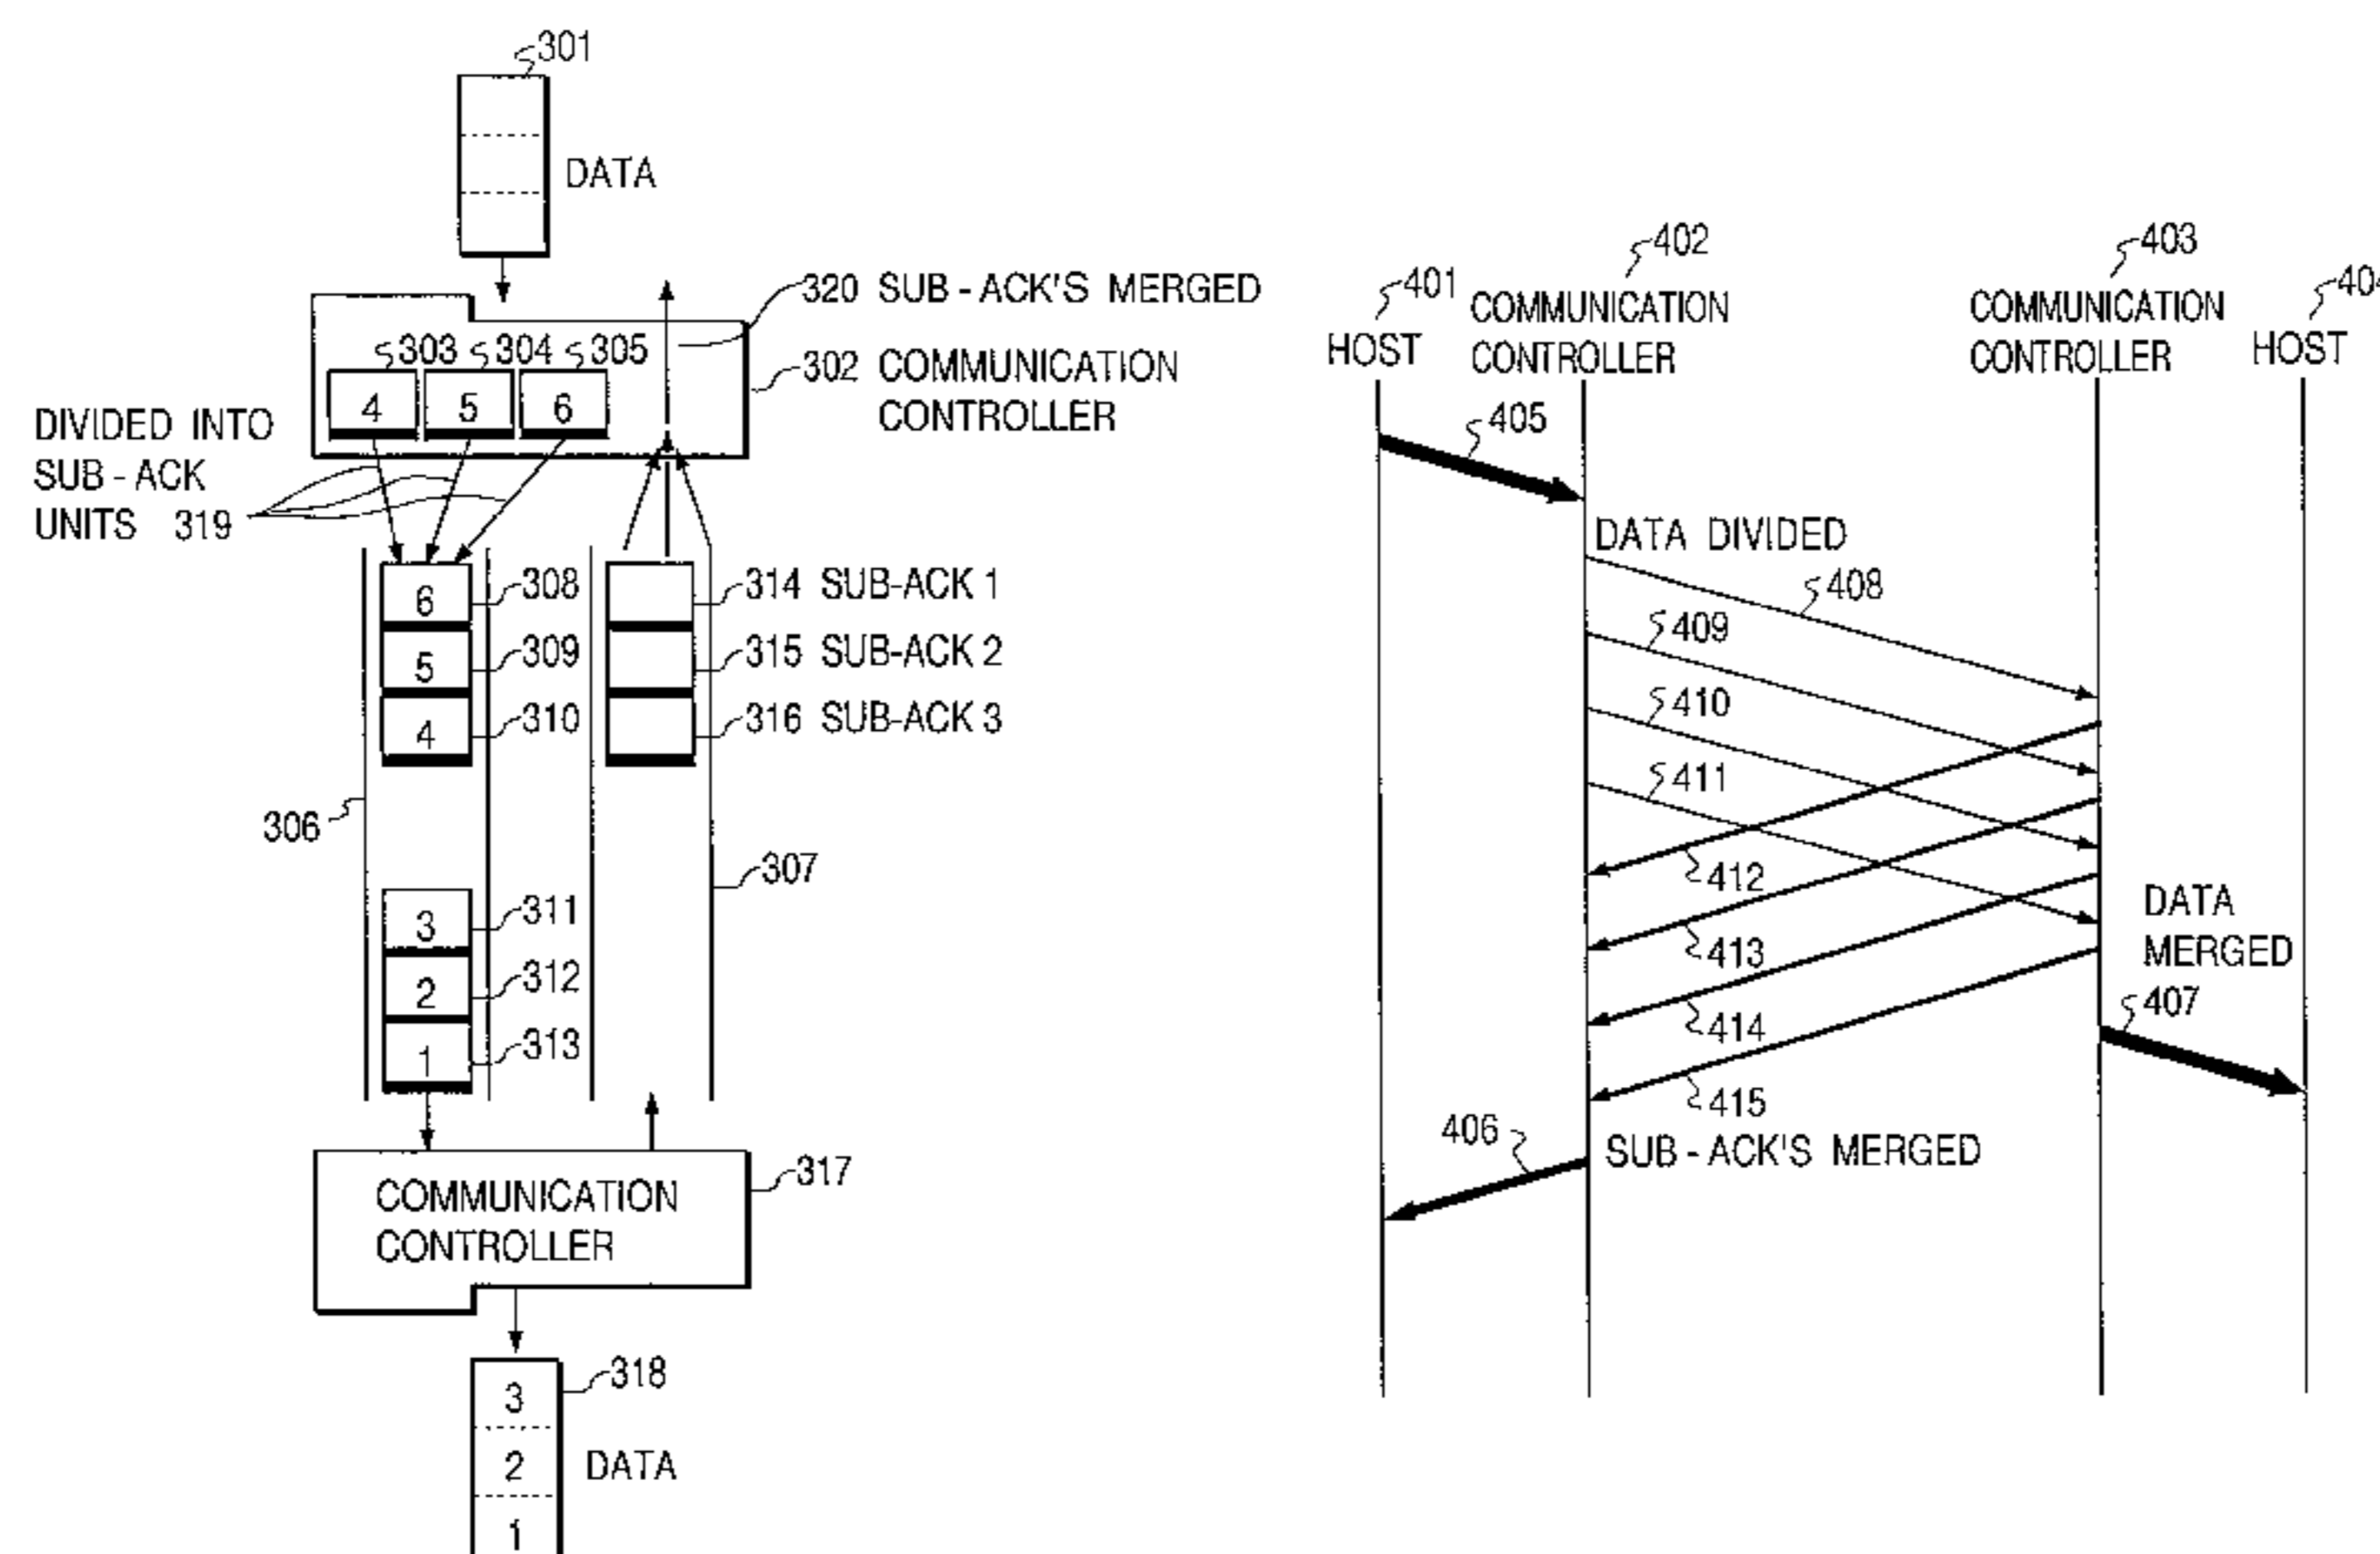 301
DATA
320 SUB-ACK'S MERGED
303 304 305
302 COMMUNICATION
CONTROLLER
4 5 6
DIVIDED INTO
SUB-ACK
UNITS 319
6 308
5 309
4 310
314 SUB-ACK 1
315 SUB-ACK 2
316 SUB-ACK 3
306
307
3 311
2 312
1 313
317
COMMUNICATION
CONTROLLER
318
3
2 DATA
1
401
HOST
402
COMMUNICATION
CONTROLLER
403
COMMUNICATION
CONTROLLER
404
HOST
405
DATA DIVIDED
408
409
410
411
412
413
414
415
DATA
MERGED
407
406
SUB-ACK'S MERGED